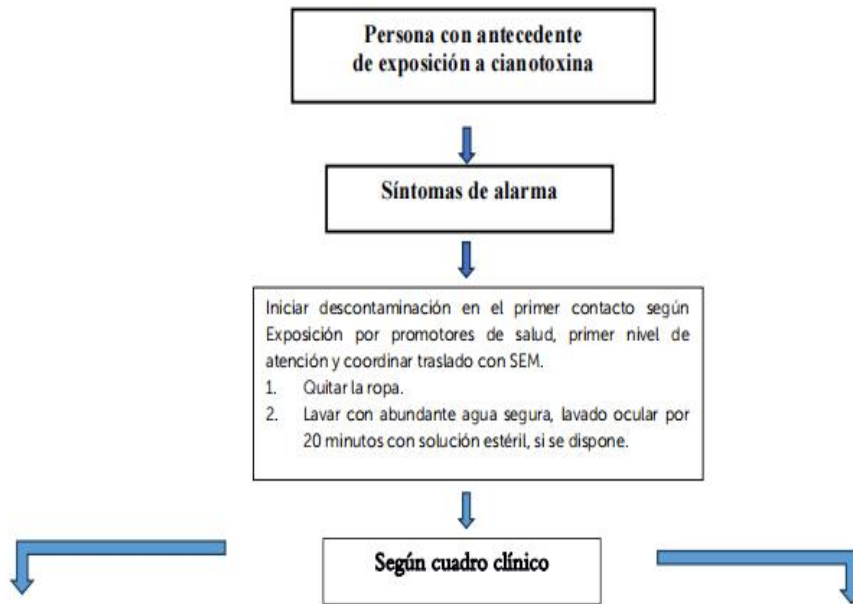 Persona con antecedente
de exposición a cianotoxina
Síntomas de alarma
Iniciar descontaminación en el primer contacto según
Exposición por promotores de salud, primer nivel de
atención y coordinar traslado con SEM.
1. Quitar la ropa.
2. Lavar con abundante agua segura, lavado ocular por
20 minutos con solución estéril, si se dispone.
Según cuadro clínico